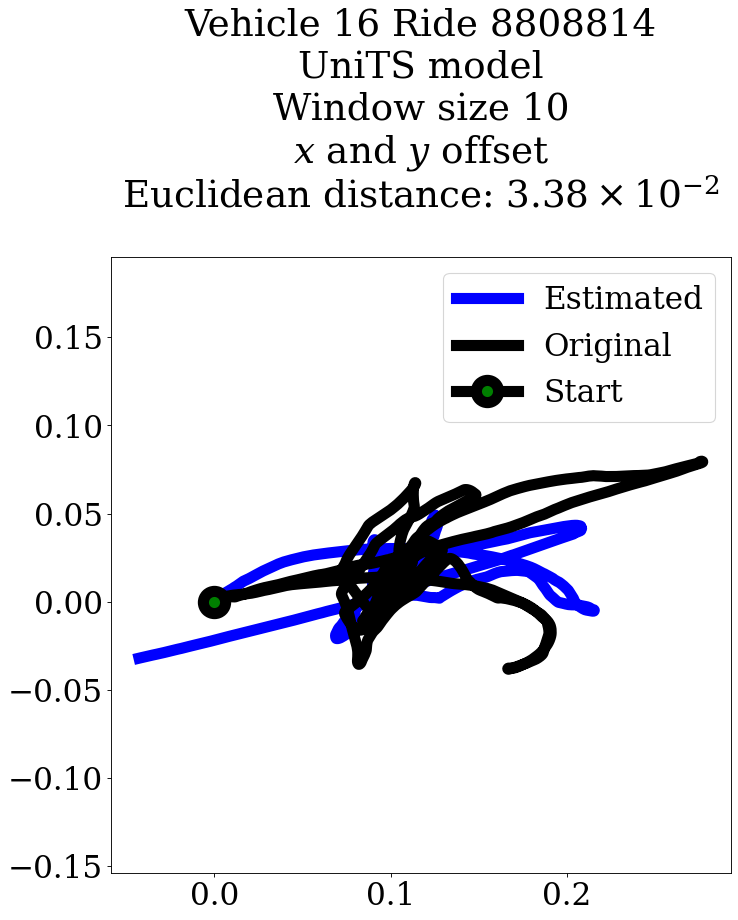 Vehicle 16 Ride 8808814
UniTS model
Window size 10
x and y offset
Euclidean distance: 3.38 × 10⁻²
Estimated
Original
Start
0.15
0.10
0.05
0.00
−0.05
−0.10
−0.15
0.0 0.1 0.2